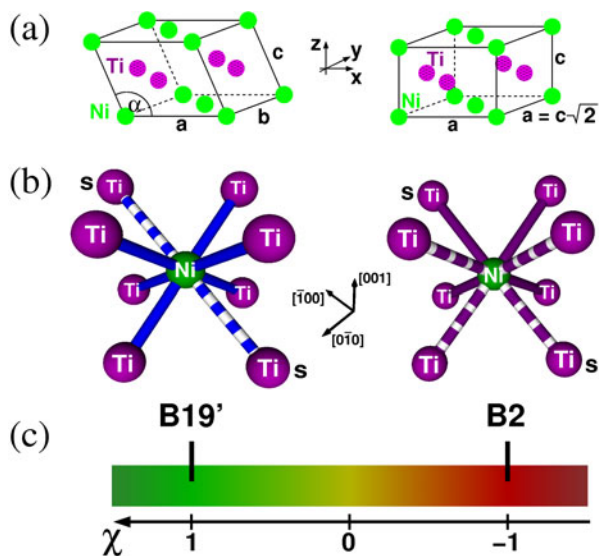 (a)
Ti
Ni
α
a
b
c
z
y
x
Ti
Ni
c
a
a = c·√2
(b)
s
Ti
Ti
Ti
Ti
Ni
Ti
Ti
Ti
Ti
s
[001]
[1̄00]
[01̄0]
s
Ti
Ti
Ti
Ti
Ni
Ti
Ti
Ti
Ti
s
(c)
B19’
B2
χ
1
0
−1